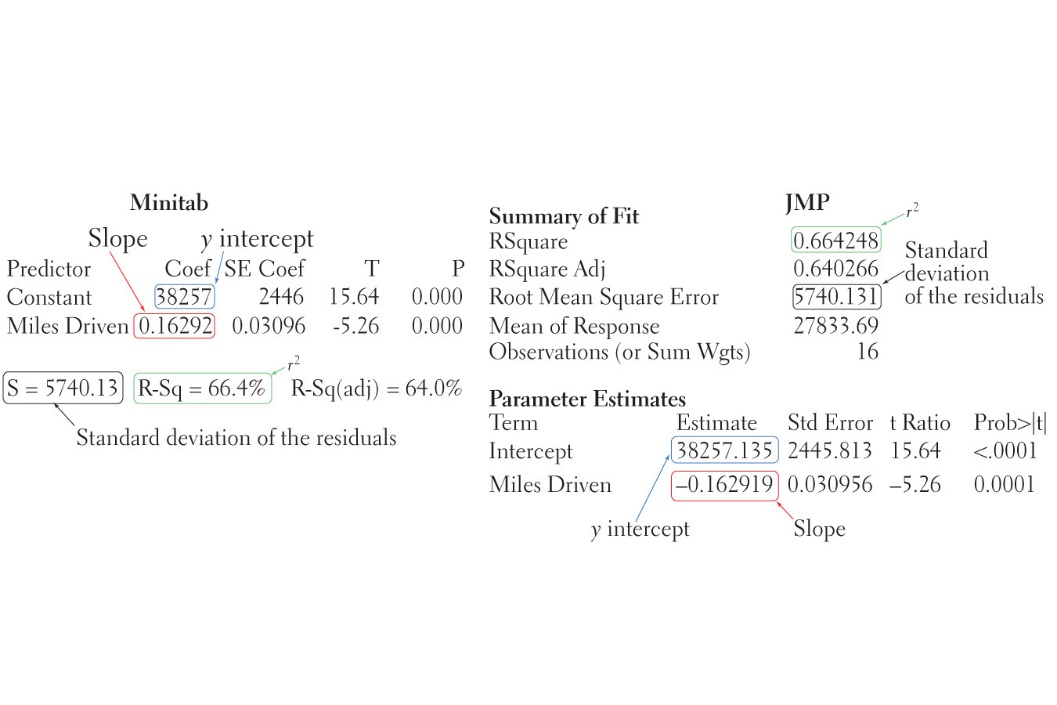 Minitab
Slope y intercept
Predictor Coef SE Coef T P
Constant 38257 2446 15.64 0.000
Miles Driven 0.16292 0.03096 -5.26 0.000
r²
S = 5740.13 R-Sq = 66.4% R-Sq(adj) = 64.0%
Standard deviation of the residuals
JMP
Summary of Fit
r²
RSquare 0.664248
RSquare Adj 0.640266
Root Mean Square Error 5740.131
Mean of Response 27833.69
Observations (or Sum Wgts) 16
Standard
deviation
of the residuals
Parameter Estimates
Term Estimate Std Error t Ratio Prob>|t|
Intercept 38257.135 2445.813 15.64 <.0001
Miles Driven –0.162919 0.030956 –5.26 0.0001
y intercept Slope